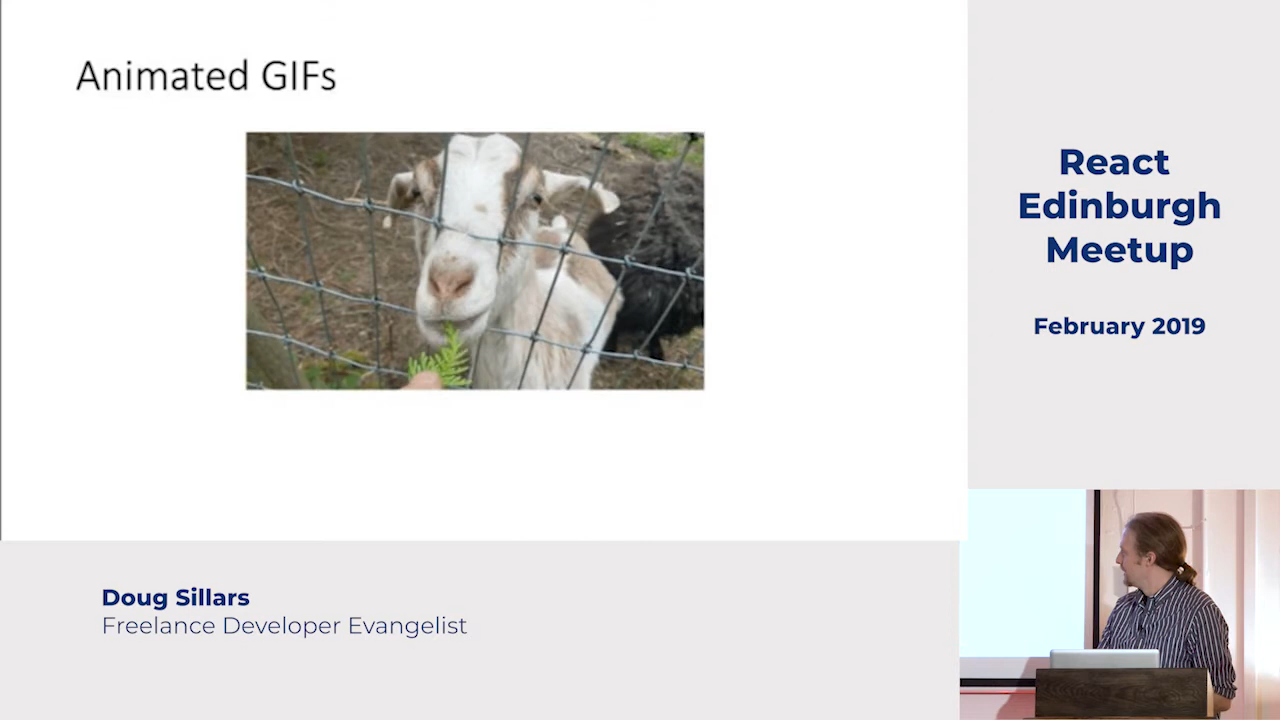 Animated GIFs
React
Edinburgh
Meetup
February 2019
Doug Sillars
Freelance Developer Evangelist